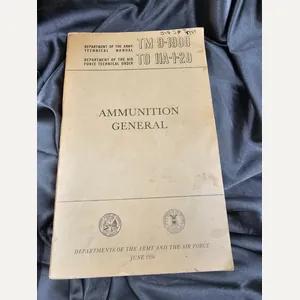 DEPARTMENT OF THE ARMY
TECHNICAL MANUAL
TM 9-1900
DEPARTMENT OF THE AIR
FORCE TECHNICAL ORDER
TO 11A-1-20
AMMUNITION
GENERAL
DEPARTMENTS OF THE ARMY AND THE AIR FORCE
JUNE 1956